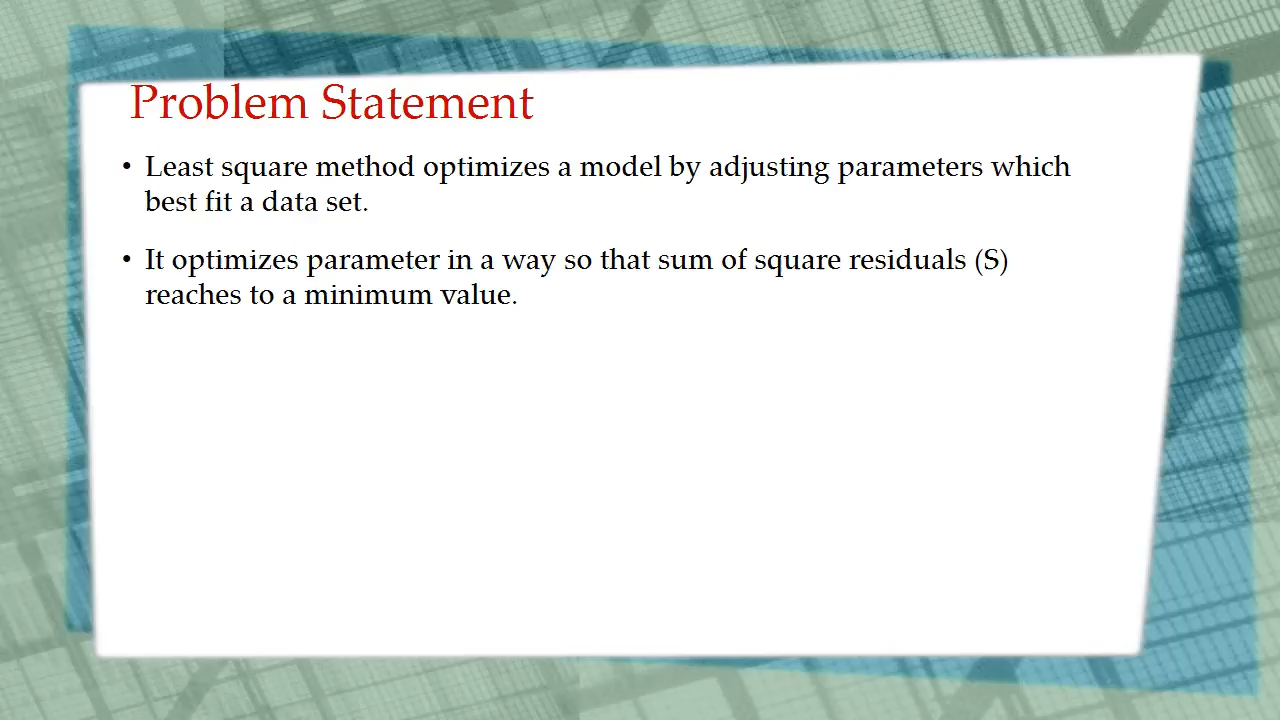 Problem Statement
• Least square method optimizes a model by adjusting parameters which
best fit a data set.
• It optimizes parameter in a way so that sum of square residuals (S)
reaches to a minimum value.